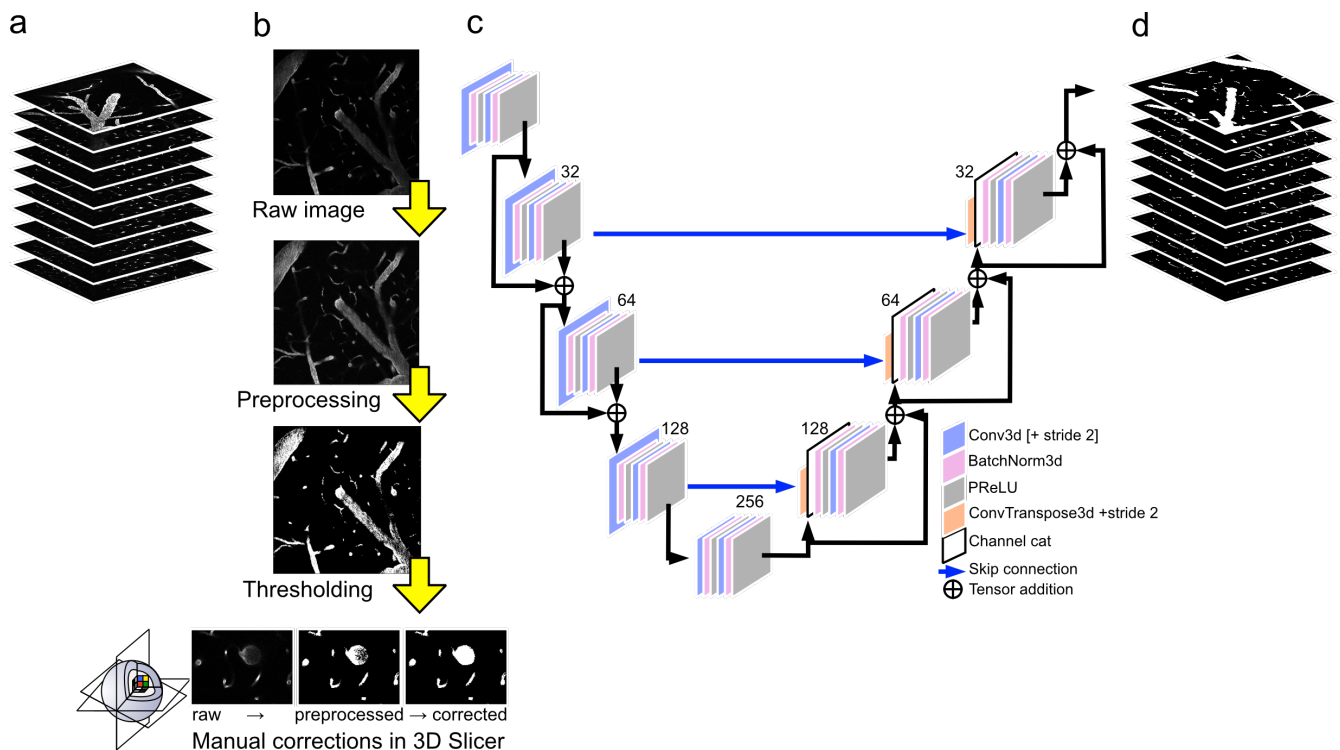 a
b
c
d
Raw image
Preprocessing
Thresholding
raw → preprocessed → corrected
Manual corrections in 3D Slicer
32
64
128
256
128
64
32
Conv3d [+ stride 2]
BatchNorm3d
PReLU
ConvTranspose3d +stride 2
Channel cat
Skip connection
Tensor addition